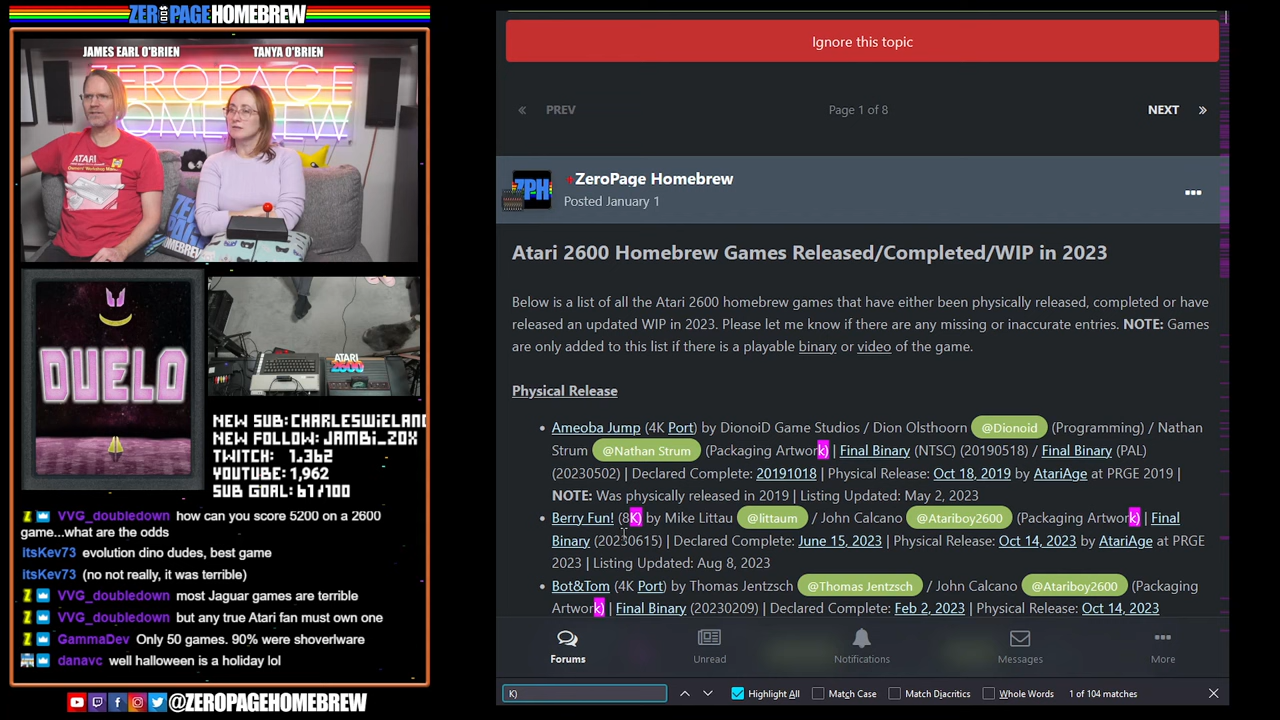 ZEROPAGE HOMEBREW
JAMES EARL O'BRIEN
TANYA O'BRIEN
ZEROPAGE
HOMEBREW
ATARI
DUELO
ATARI
2600
NEW SUB: CHARLESWIELAND
NEW FOLLOW: JAMBI_ZOX
TWITCH: 1,362
YOUTUBE: 1,962
SUB GOAL: 67/100
VVG_doubledown how can you score 5200 on a 2600
game...what are the odds
itsKev73 evolution dino dudes, best game
itsKev73 (no not really, it was terrible)
VVG_doubledown most Jaguar games are terrible
VVG_doubledown but any true Atari fan must own one
GammaDev Only 50 games. 90% were shoverlware
danavc well halloween is a holiday lol
@ZEROPAGEHOMEBREW
Ignore this topic
« PREV
Page 1 of 8
NEXT »
ZPH
+ZeroPage Homebrew
Posted January 1
Atari 2600 Homebrew Games Released/Completed/WIP in 2023
Below is a list of all the Atari 2600 homebrew games that have either been physically released, completed or have
released an updated WIP in 2023. Please let me know if there are any missing or inaccurate entries. NOTE: Games
are only added to this list if there is a playable binary or video of the game.
Physical Release
Ameoba Jump (4K Port) by DionoiD Game Studios / Dion Olsthoorn @Dionoid (Programming) / Nathan
Strum @Nathan Strum (Packaging Artwork) | Final Binary (NTSC) (20190518) / Final Binary (PAL)
(20230502) | Declared Complete: 20191018 | Physical Release: Oct 18, 2019 by AtariAge at PRGE 2019 |
NOTE: Was physically released in 2019 | Listing Updated: May 2, 2023
Berry Fun! (8K) by Mike Littau @littaum / John Calcano @Atariboy2600 (Packaging Artwork) | Final
Binary (20230615) | Declared Complete: June 15, 2023 | Physical Release: Oct 14, 2023 by AtariAge at PRGE
2023 | Listing Updated: Aug 8, 2023
Bot&Tom (4K Port) by Thomas Jentzsch @Thomas Jentzsch / John Calcano @Atariboy2600 (Packaging
Artwork) | Final Binary (20230209) | Declared Complete: Feb 2, 2023 | Physical Release: Oct 14, 2023
Forums
Unread
Notifications
Messages
More
K)
Highlight All
Match Case
Match Diacritics
Whole Words
1 of 104 matches